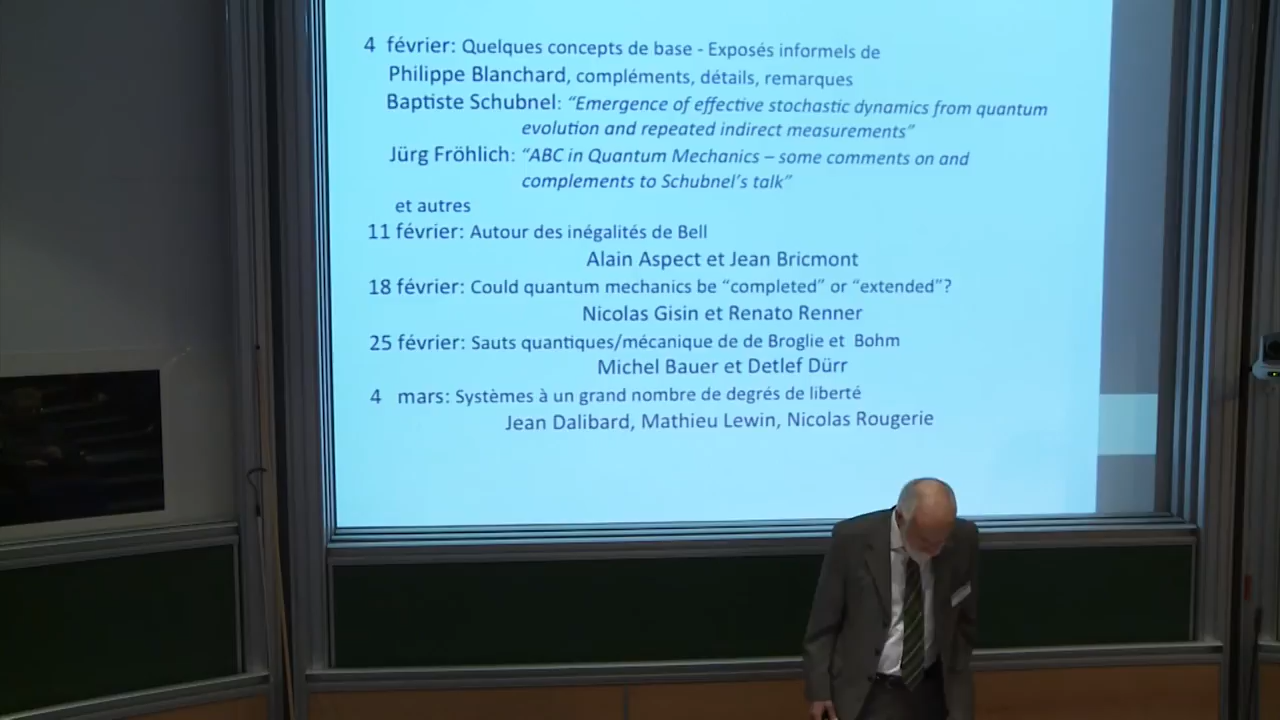 4 février: Quelques concepts de base - Exposés informels de
Philippe Blanchard, compléments, détails, remarques
Baptiste Schubnel: “Emergence of effective stochastic dynamics from quantum
evolution and repeated indirect measurements”
Jürg Fröhlich: “ABC in Quantum Mechanics – some comments on and
complements to Schubnel’s talk”
et autres
11 février: Autour des inégalités de Bell
Alain Aspect et Jean Bricmont
18 février: Could quantum mechanics be “completed” or “extended”?
Nicolas Gisin et Renato Renner
25 février: Sauts quantiques/mécanique de de Broglie et Bohm
Michel Bauer et Detlef Dürr
4 mars: Systèmes à un grand nombre de degrés de liberté
Jean Dalibard, Mathieu Lewin, Nicolas Rougerie